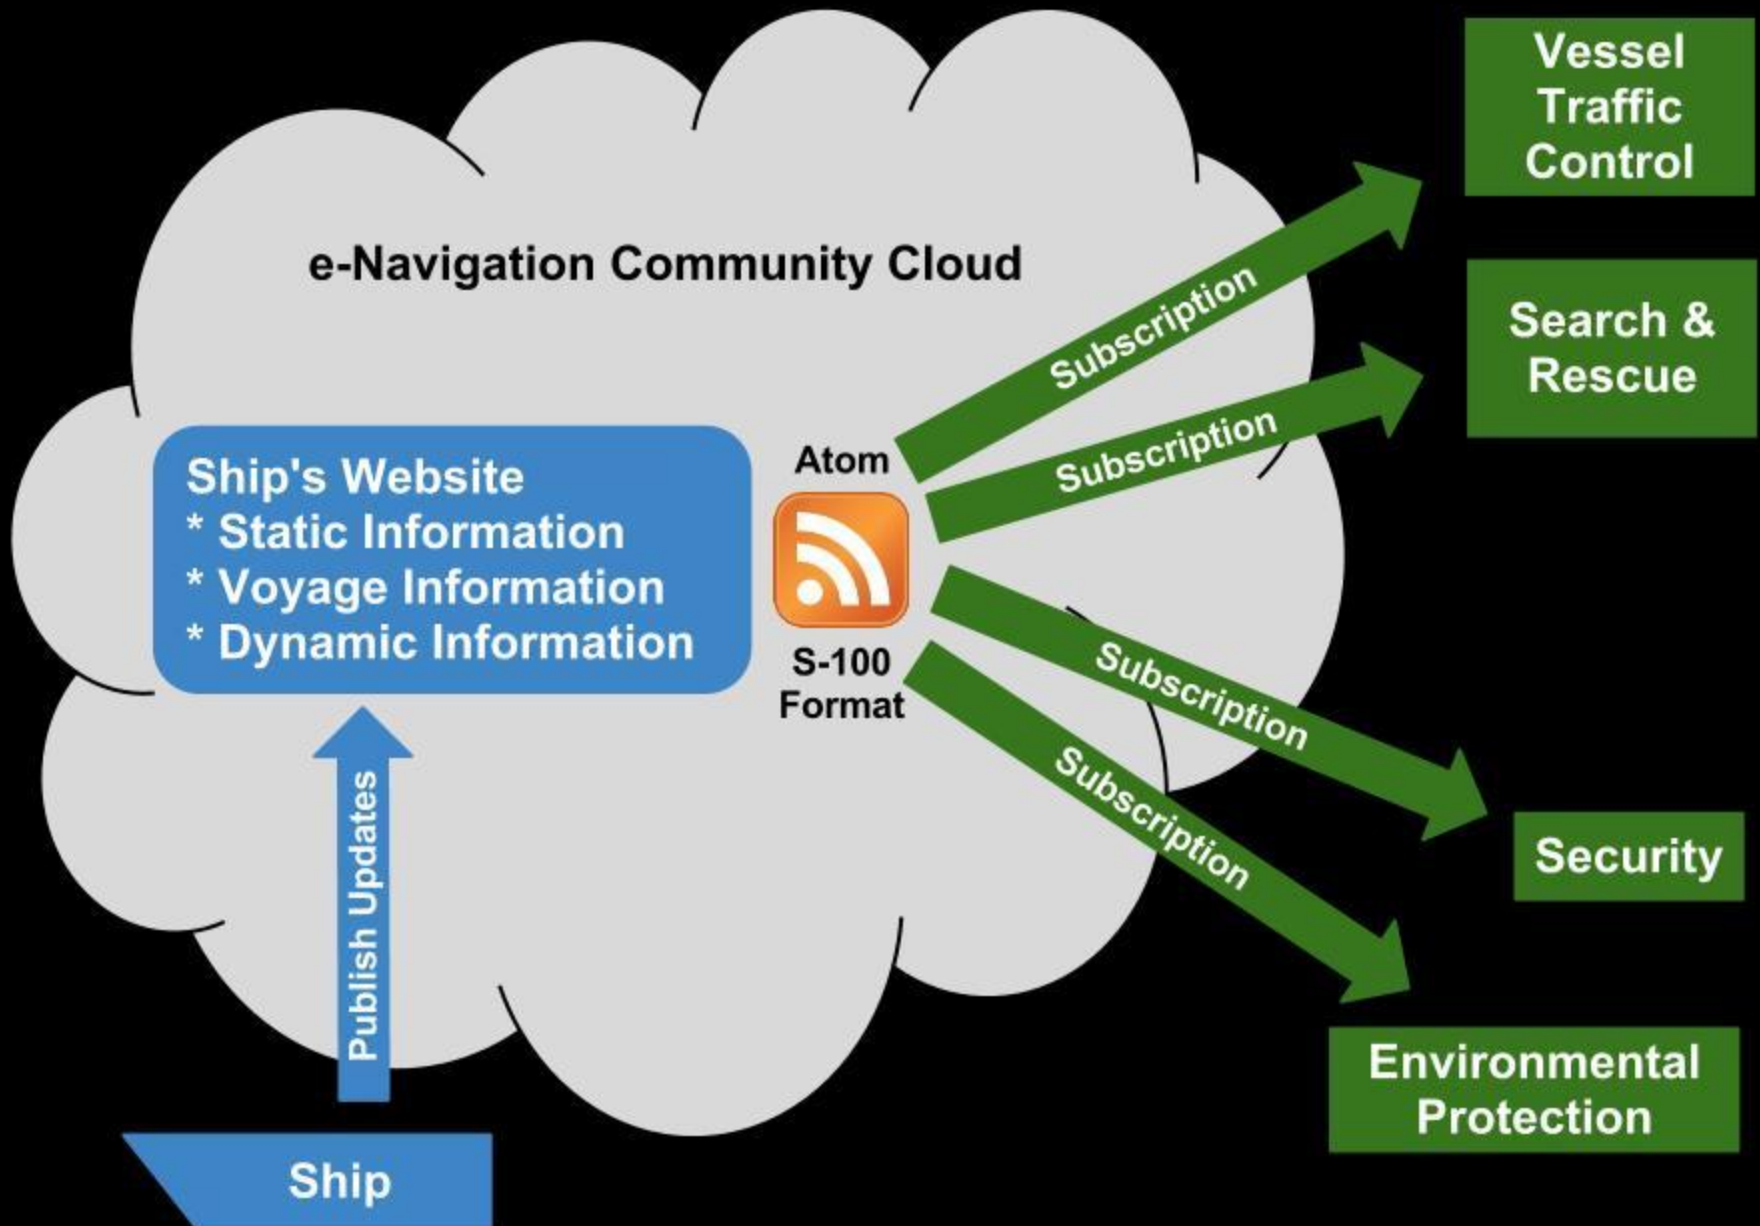 e-Navigation Community Cloud
Ship's Website
* Static Information
* Voyage Information
* Dynamic Information
Atom
S-100
Format
Subscription
Subscription
Subscription
Subscription
Vessel
Traffic
Control
Search &
Rescue
Security
Environmental
Protection
Publish Updates
Ship